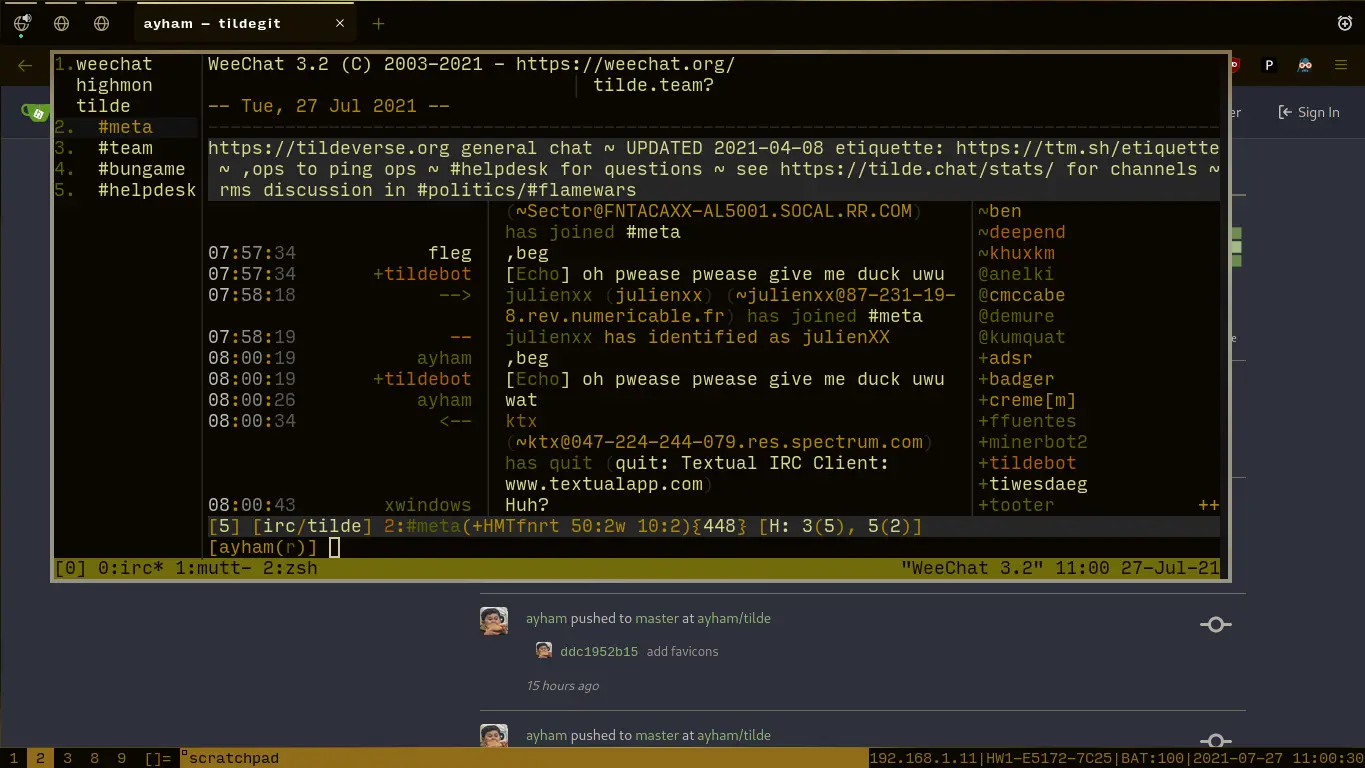 ayham — tildegit × +
P
er Sign In
1.weechat
highmon
tilde
2. #meta
3. #team
4. #bungame
5. #helpdesk
WeeChat 3.2 (C) 2003-2021 - https://weechat.org/
tilde.team?
-- Tue, 27 Jul 2021 --
https://tildeverse.org general chat ~ UPDATED 2021-04-08 etiquette: https://ttm.sh/etiquette
~ ,ops to ping ops ~ #helpdesk for questions ~ see https://tilde.chat/stats/ for channels ~
rms discussion in #politics/#flamewars
(~Sector@FNTACAXX-AL5001.SOCAL.RR.COM)
has joined #meta
07:57:34 fleg ,beg
07:57:34 +tildebot [Echo] oh pwease pwease give me duck uwu
07:58:18 --> julienxx (julienxx) (~julienxx@87-231-19-
8.rev.numericable.fr) has joined #meta
07:58:19 -- julienxx has identified as julienXX
08:00:19 ayham ,beg
08:00:19 +tildebot [Echo] oh pwease pwease give me duck uwu
08:00:26 ayham wat
08:00:34 <-- ktx
(~ktx@047-224-244-079.res.spectrum.com)
has quit (quit: Textual IRC Client:
www.textualapp.com)
08:00:43 xwindows Huh?
~ben
~deepend
~khuxkm
@anelki
@cmccabe
@demure
@kumquat
+adsr
+badger
+creme[m]
+ffuentes
+minerbot2
+tildebot
+tiwesdaeg
+tooter ++
[5] [irc/tilde] 2:#meta(+HMTfnrt 50:2w 10:2){448} [H: 3(5), 5(2)]
[ayham(r)]
[0] 0:irc* 1:mutt- 2:zsh "WeeChat 3.2" 11:00 27-Jul-21
ayham pushed to master at ayham/tilde
ddc1952b15 add favicons
15 hours ago
ayham pushed to master at ayham/tilde
1 2 3 8 9 []= scratchpad 192.168.1.11|HW1-E5172-7C25|BAT:100|2021-07-27 11:00:30